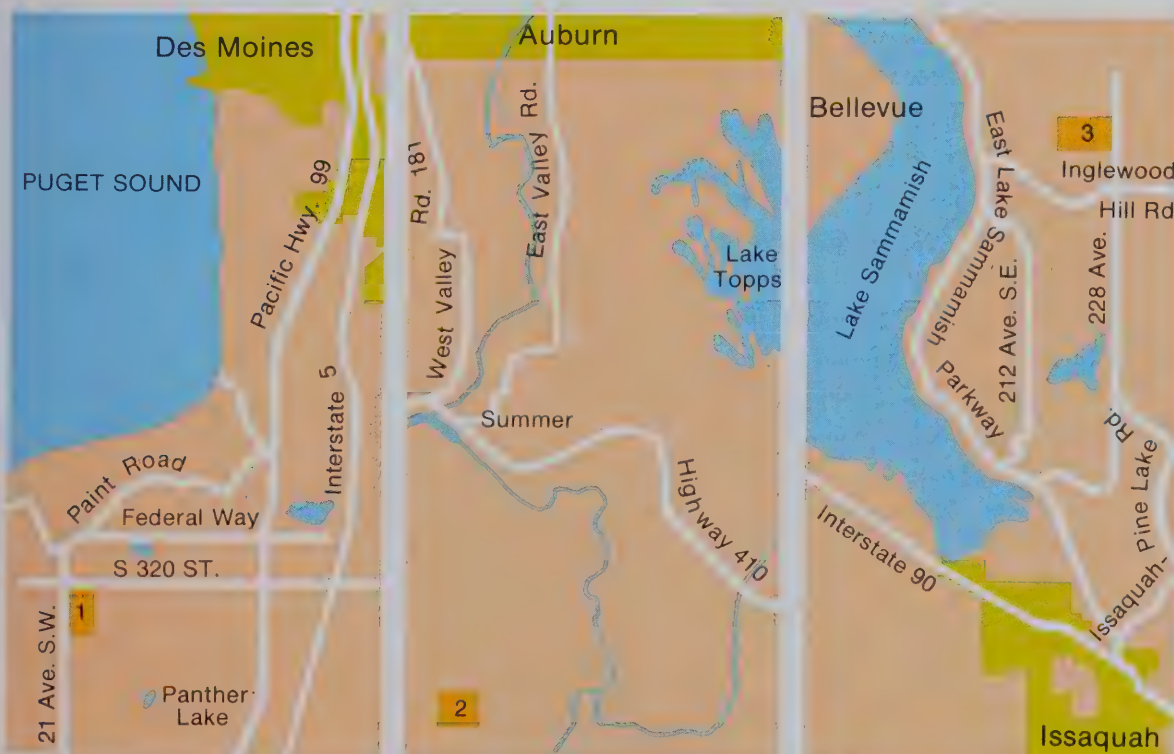 Des Moines
PUGET SOUND
Pacific Hwy. 99
Interstate 5
Paint Road
Federal Way
S 320 ST.
1
21 Ave. S.W.
Panther
Lake
Auburn
West Valley Rd. 181
East Valley Rd.
Lake
Topps
Summer
Highway 410
2
Bellevue
Lake Sammamish
East Lake Sammamish Parkway
3
Inglewood
Hill Rd
212 Ave. S.E.
228 Ave.
Issaquah-Pine Lake Rd.
Interstate 90
Issaquah